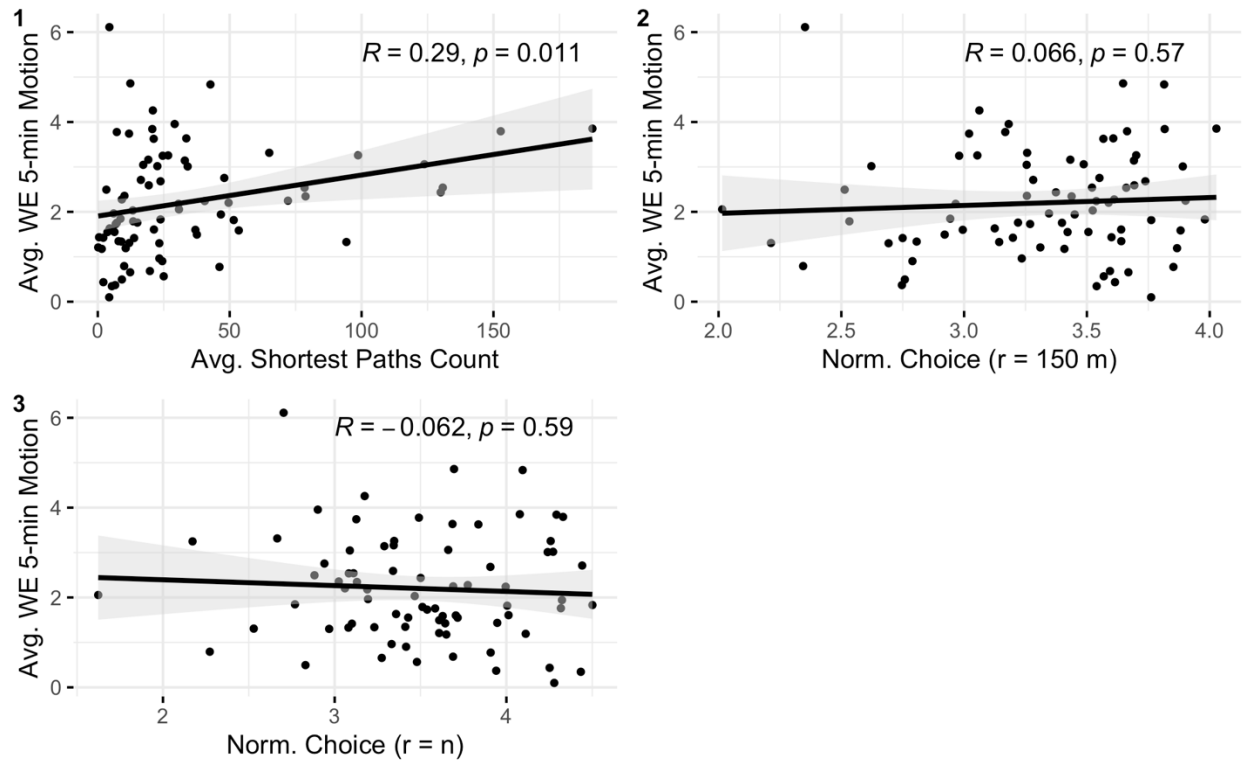 1
R = 0.29, p = 0.011
Avg. WE 5-min Motion
6
4
2
0
0 50 100 150
Avg. Shortest Paths Count
2
R = 0.066, p = 0.57
Avg. WE 5-min Motion
6
4
2
0
2.0 2.5 3.0 3.5 4.0
Norm. Choice (r = 150 m)
3
R = −0.062, p = 0.59
Avg. WE 5-min Motion
6
4
2
0
2 3 4
Norm. Choice (r = n)